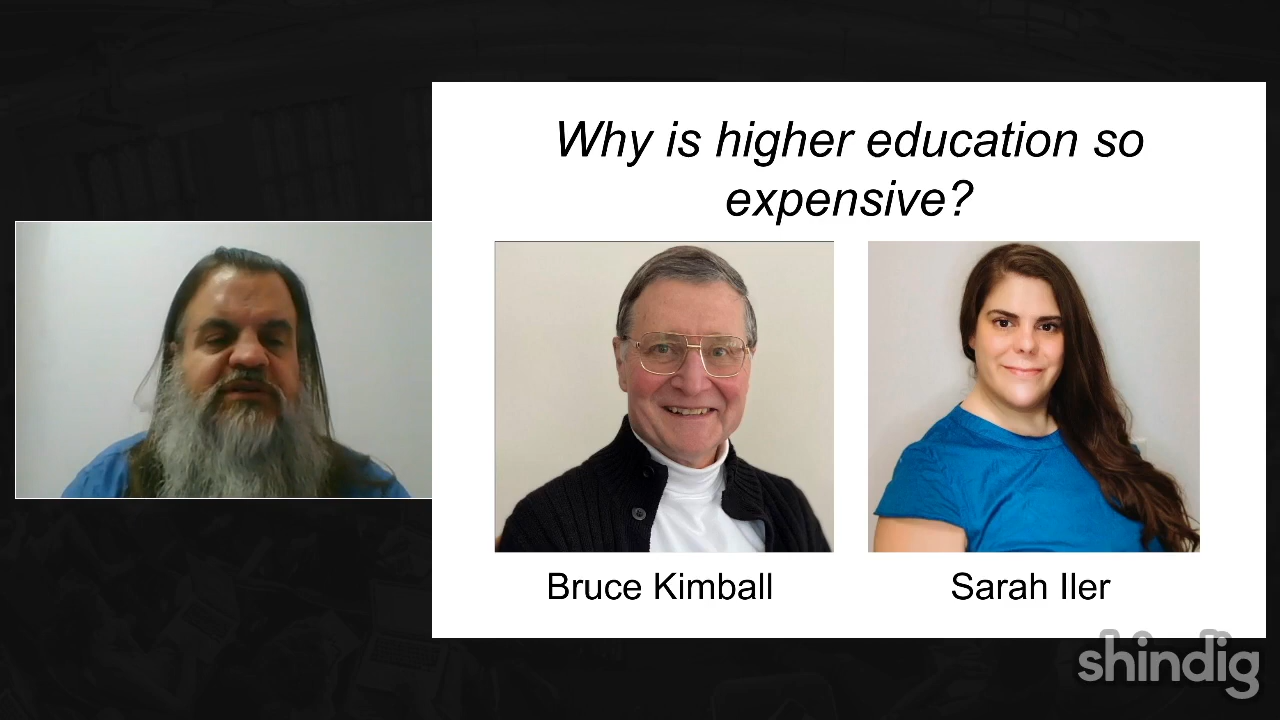 Why is higher education so
expensive?
Bruce Kimball
Sarah Iler
shindig